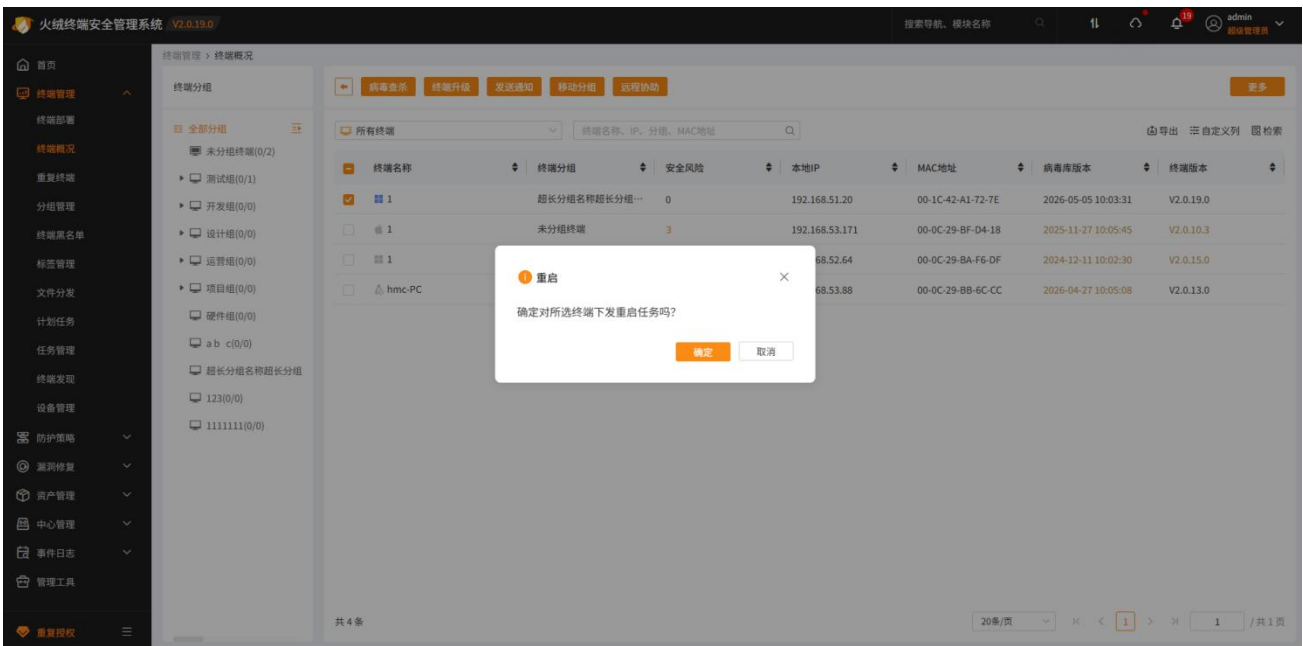 火绒终端安全管理系统 V2.0.19.0
搜索导航、模块名称
19
admin
超级管理员
首页
终端管理
终端部署
终端概况
重复终端
分组管理
终端黑名单
标签管理
文件分发
计划任务
任务管理
终端发现
设备管理
防护策略
漏洞修复
资产管理
中心管理
事件日志
管理工具
重复授权
终端管理 > 终端概况
终端分组
全部分组
未分组终端(0/2)
测试组(0/1)
开发组(0/0)
设计组(0/0)
运营组(0/0)
项目组(0/0)
硬件组(0/0)
a b c(0/0)
超长分组名称超长分组
123(0/0)
1111111(0/0)
病毒查杀 终端升级 发送通知 移动分组 远程协助 更多
所有终端 终端名称、IP、分组、MAC地址 导出 自定义列 检索
终端名称 终端分组 安全风险 本地IP MAC地址 病毒库版本 终端版本
1 超长分组名称超长分组… 0 192.168.51.20 00-1C-42-A1-72-7E 2026-05-05 10:03:31 V2.0.19.0
1 未分组终端 3 192.168.53.171 00-0C-29-BF-D4-18 2025-11-27 10:05:45 V2.0.10.3
1 68.52.64 00-0C-29-BA-F6-DF 2024-12-11 10:02:30 V2.0.15.0
hmc-PC 68.53.88 00-0C-29-BB-6C-CC 2026-04-27 10:05:08 V2.0.13.0
重启
确定对所选终端下发重启任务吗?
确定 取消
共 4 条 20条/页 1 1 / 共 1 页